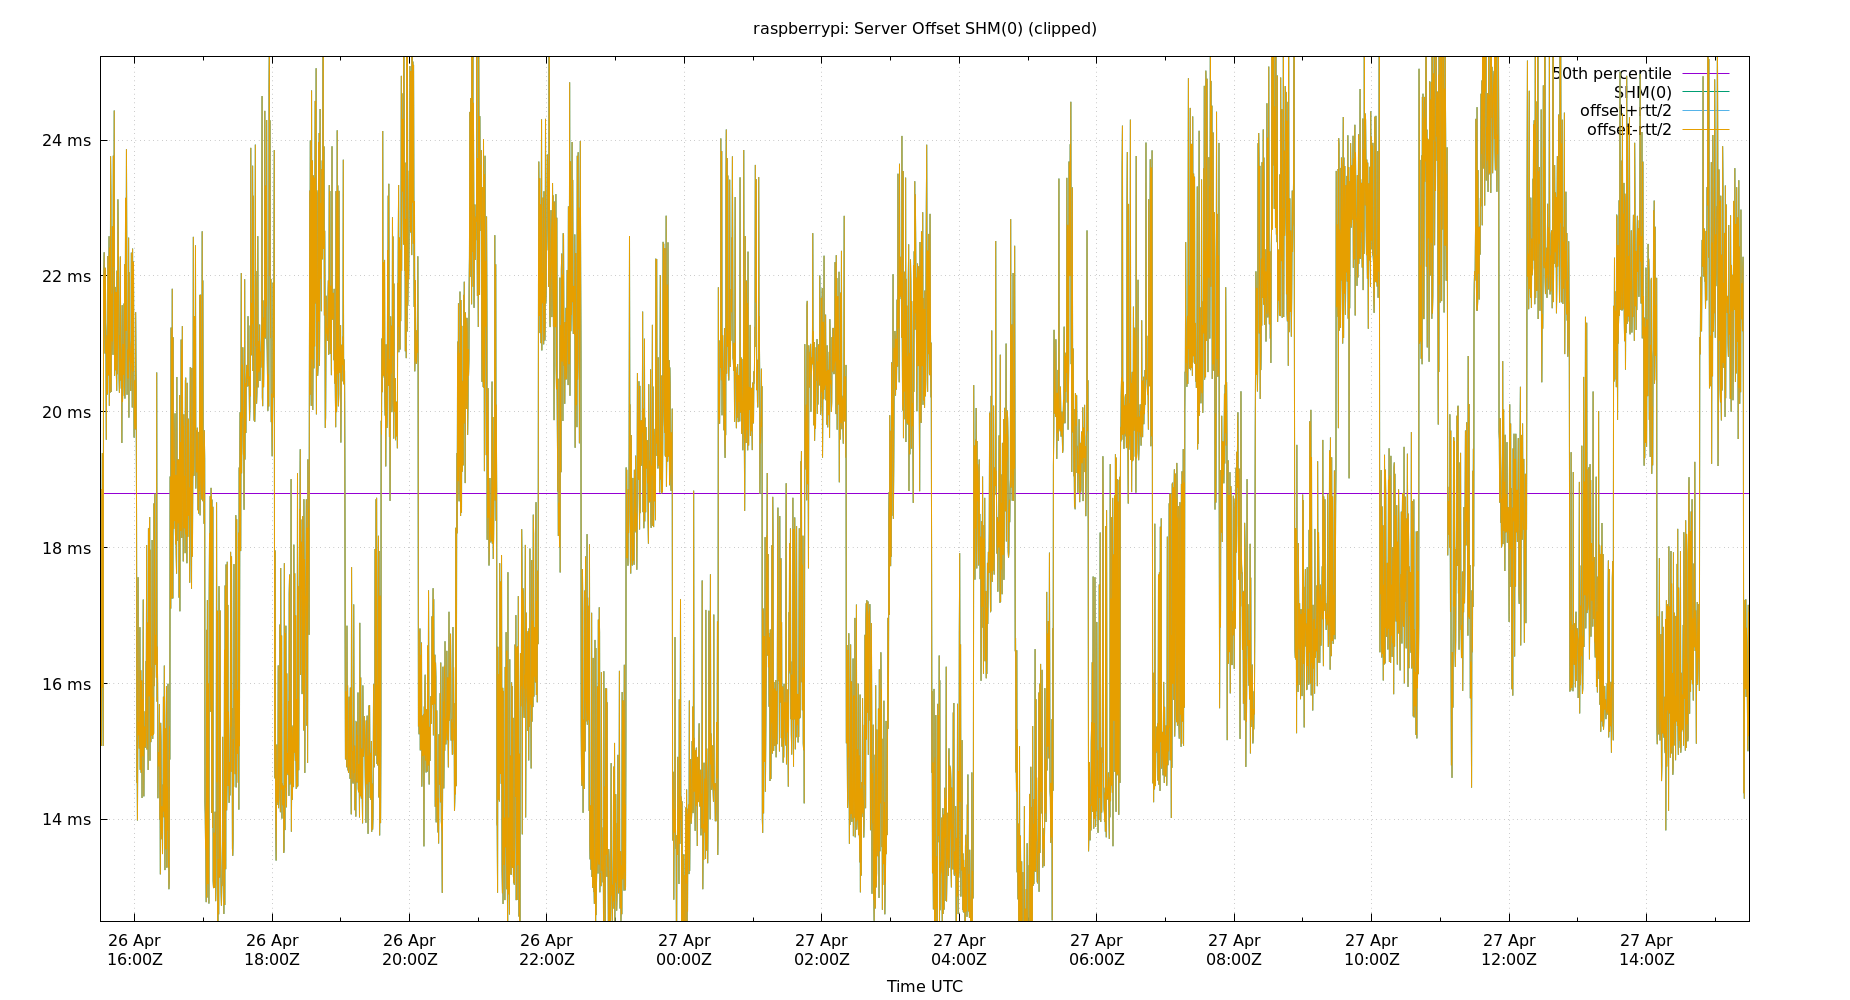 raspberrypi: Server Offset SHM(0) (clipped)
50th percentile
SHM(0)
offset+rtt/2
offset-rtt/2
24 ms
22 ms
20 ms
18 ms
16 ms
14 ms
26 Apr 26 Apr 26 Apr 26 Apr 27 Apr 27 Apr 27 Apr 27 Apr 27 Apr 27 Apr 27 Apr 27 Apr
16:00Z 18:00Z 20:00Z 22:00Z 00:00Z 02:00Z 04:00Z 06:00Z 08:00Z 10:00Z 12:00Z 14:00Z
Time UTC